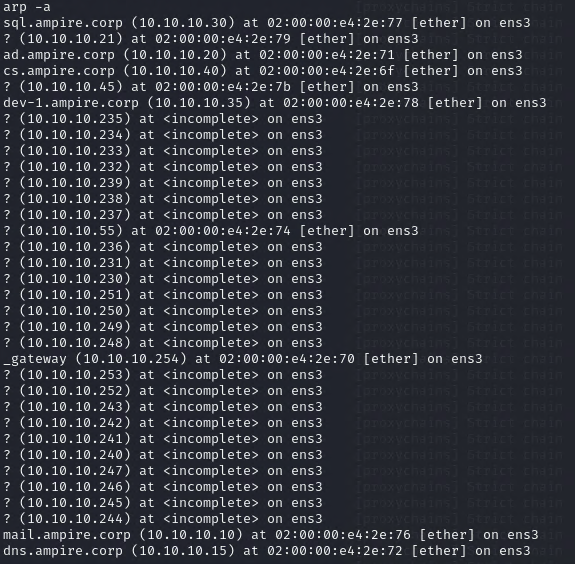 arp -a
sql.ampire.corp (10.10.10.30) at 02:00:00:e4:2e:77 [ether] on ens3
? (10.10.10.21) at 02:00:00:e4:2e:79 [ether] on ens3
ad.ampire.corp (10.10.10.20) at 02:00:00:e4:2e:71 [ether] on ens3
cs.ampire.corp (10.10.10.40) at 02:00:00:e4:2e:6f [ether] on ens3
? (10.10.10.45) at 02:00:00:e4:2e:7b [ether] on ens3
dev-1.ampire.corp (10.10.10.35) at 02:00:00:e4:2e:78 [ether] on ens3
? (10.10.10.235) at <incomplete> on ens3
? (10.10.10.234) at <incomplete> on ens3
? (10.10.10.233) at <incomplete> on ens3
? (10.10.10.232) at <incomplete> on ens3
? (10.10.10.239) at <incomplete> on ens3
? (10.10.10.238) at <incomplete> on ens3
? (10.10.10.237) at <incomplete> on ens3
? (10.10.10.55) at 02:00:00:e4:2e:74 [ether] on ens3
? (10.10.10.236) at <incomplete> on ens3
? (10.10.10.231) at <incomplete> on ens3
? (10.10.10.230) at <incomplete> on ens3
? (10.10.10.251) at <incomplete> on ens3
? (10.10.10.250) at <incomplete> on ens3
? (10.10.10.249) at <incomplete> on ens3
? (10.10.10.248) at <incomplete> on ens3
_gateway (10.10.10.254) at 02:00:00:e4:2e:70 [ether] on ens3
? (10.10.10.253) at <incomplete> on ens3
? (10.10.10.252) at <incomplete> on ens3
? (10.10.10.243) at <incomplete> on ens3
? (10.10.10.242) at <incomplete> on ens3
? (10.10.10.241) at <incomplete> on ens3
? (10.10.10.240) at <incomplete> on ens3
? (10.10.10.247) at <incomplete> on ens3
? (10.10.10.246) at <incomplete> on ens3
? (10.10.10.245) at <incomplete> on ens3
? (10.10.10.244) at <incomplete> on ens3
mail.ampire.corp (10.10.10.10) at 02:00:00:e4:2e:76 [ether] on ens3
dns.ampire.corp (10.10.10.15) at 02:00:00:e4:2e:72 [ether] on ens3